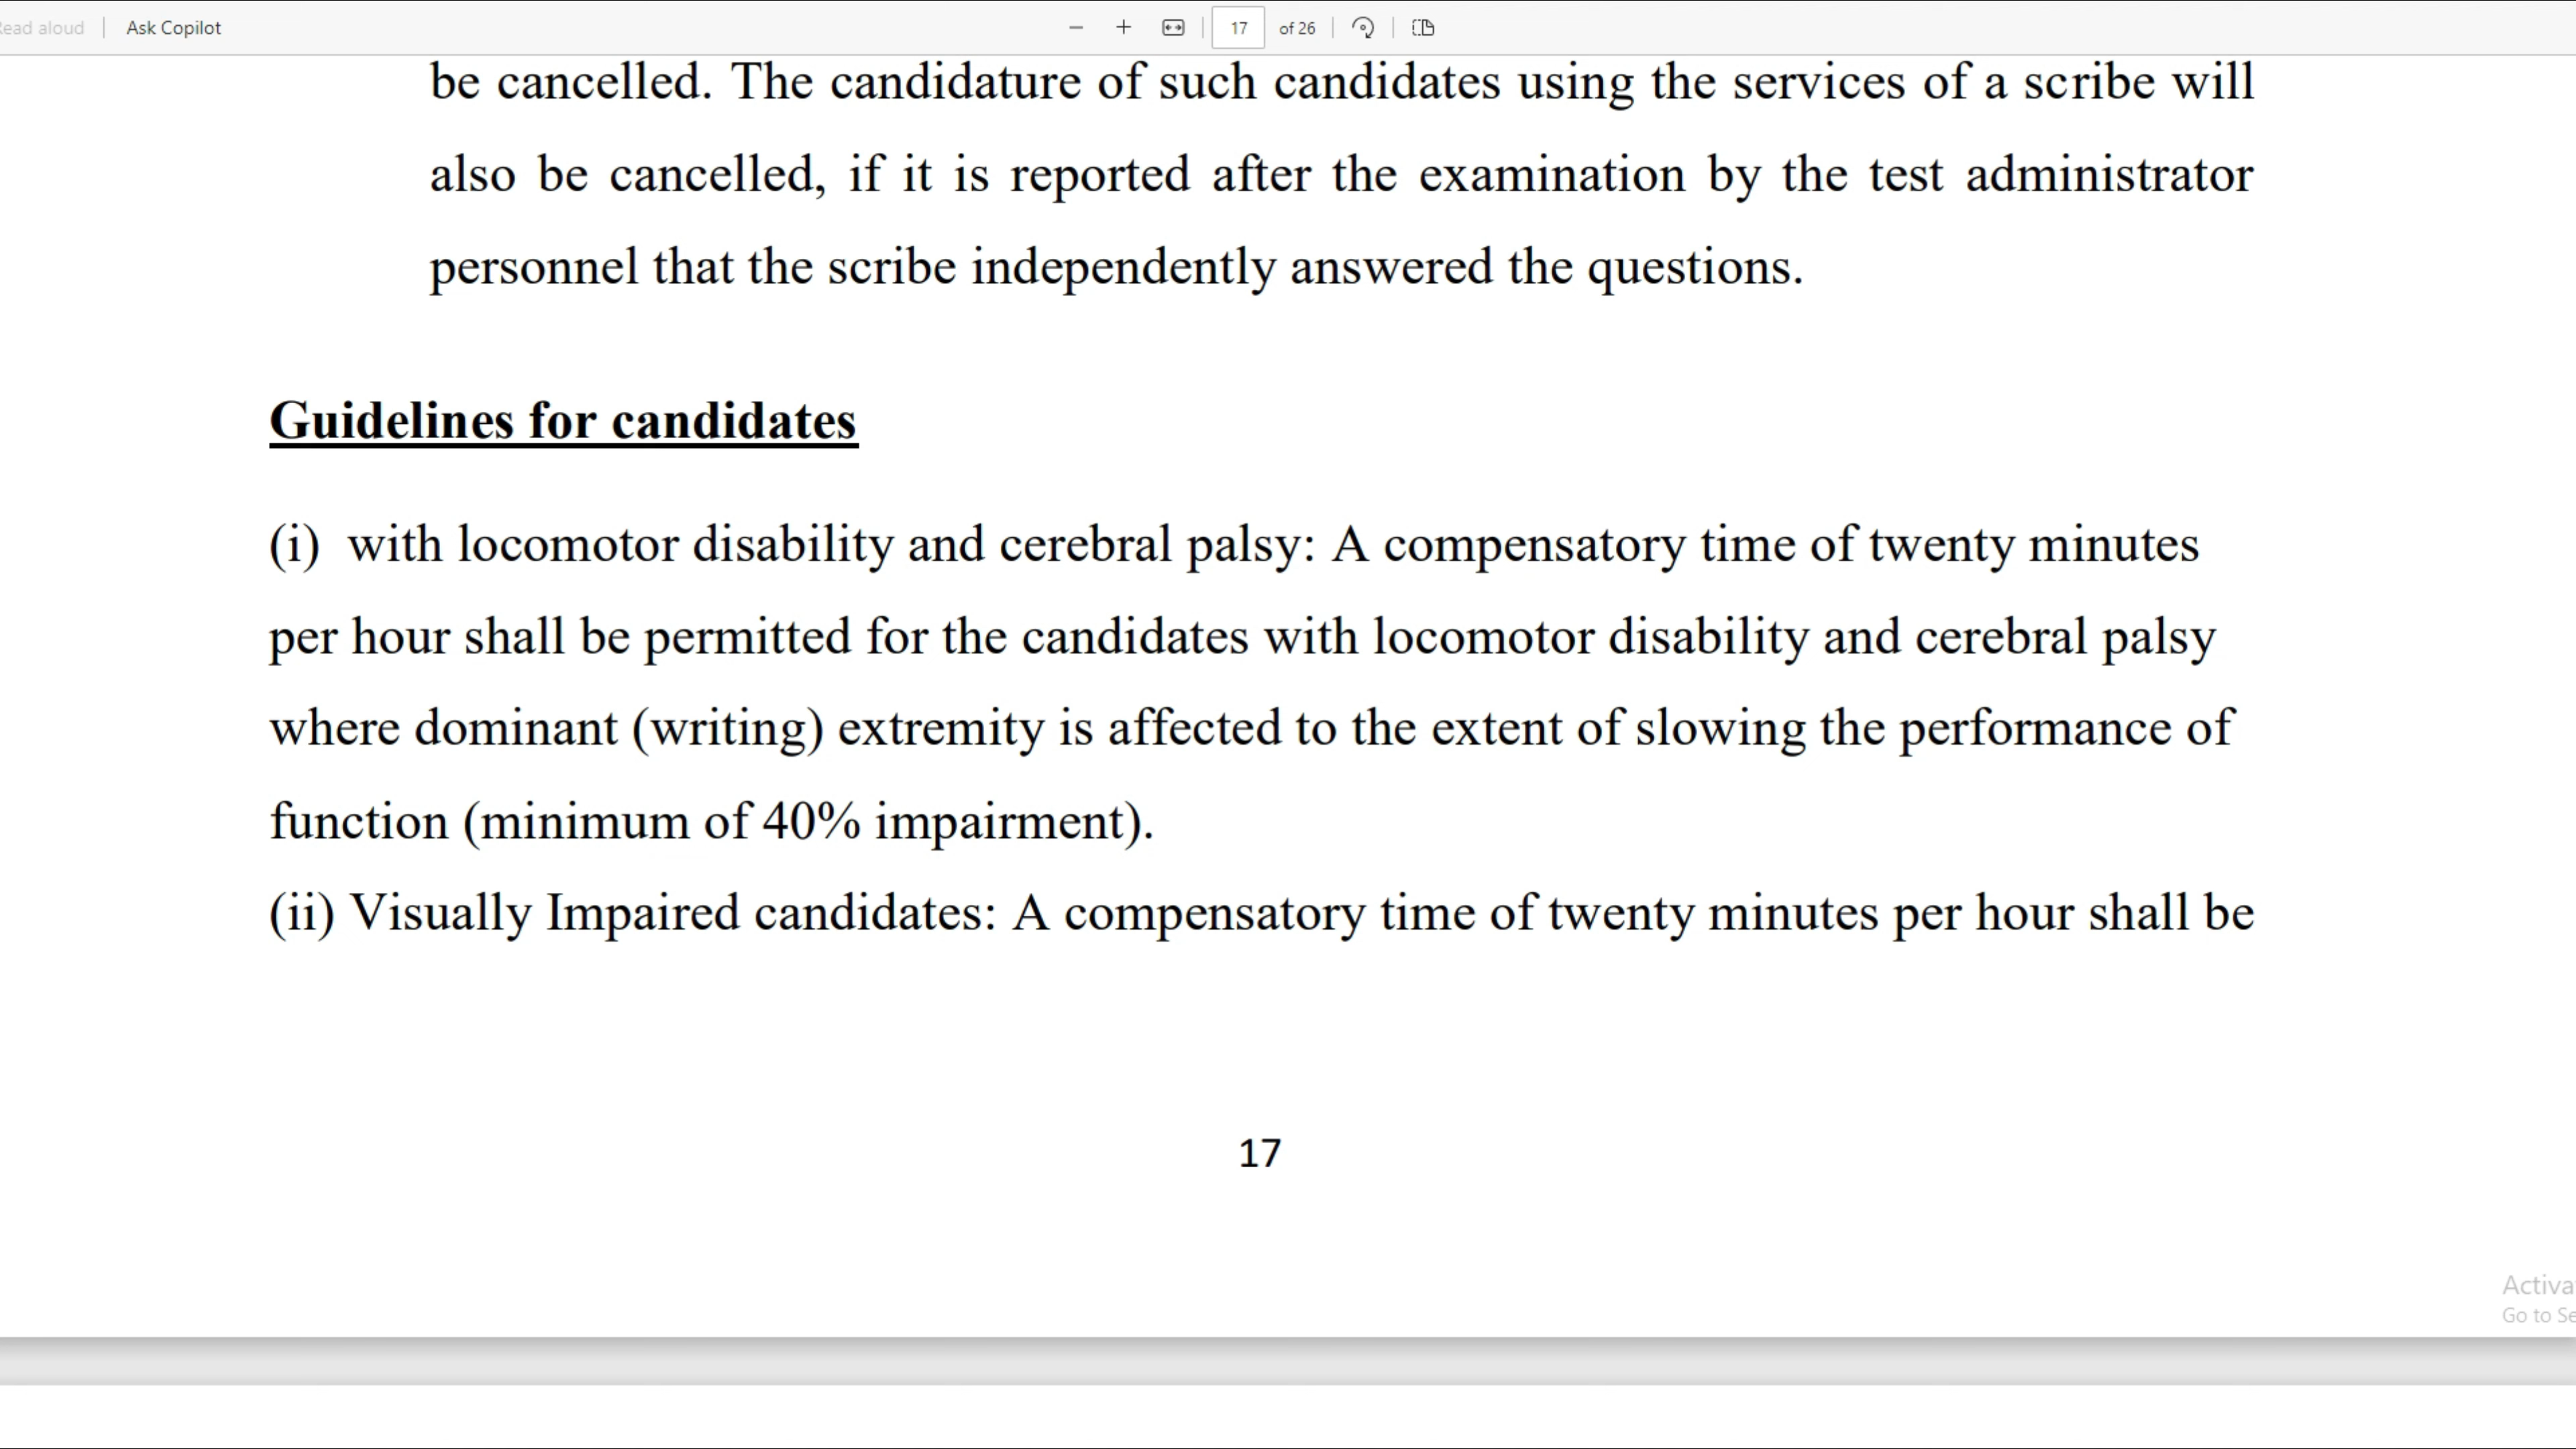 Read aloud Ask Copilot 17 of 26
be cancelled. The candidature of such candidates using the services of a scribe will
also be cancelled, if it is reported after the examination by the test administrator
personnel that the scribe independently answered the questions.
Guidelines for candidates
(i) with locomotor disability and cerebral palsy: A compensatory time of twenty minutes
per hour shall be permitted for the candidates with locomotor disability and cerebral palsy
where dominant (writing) extremity is affected to the extent of slowing the performance of
function (minimum of 40% impairment).
(ii) Visually Impaired candidates: A compensatory time of twenty minutes per hour shall be
17
Activa
Go to Se